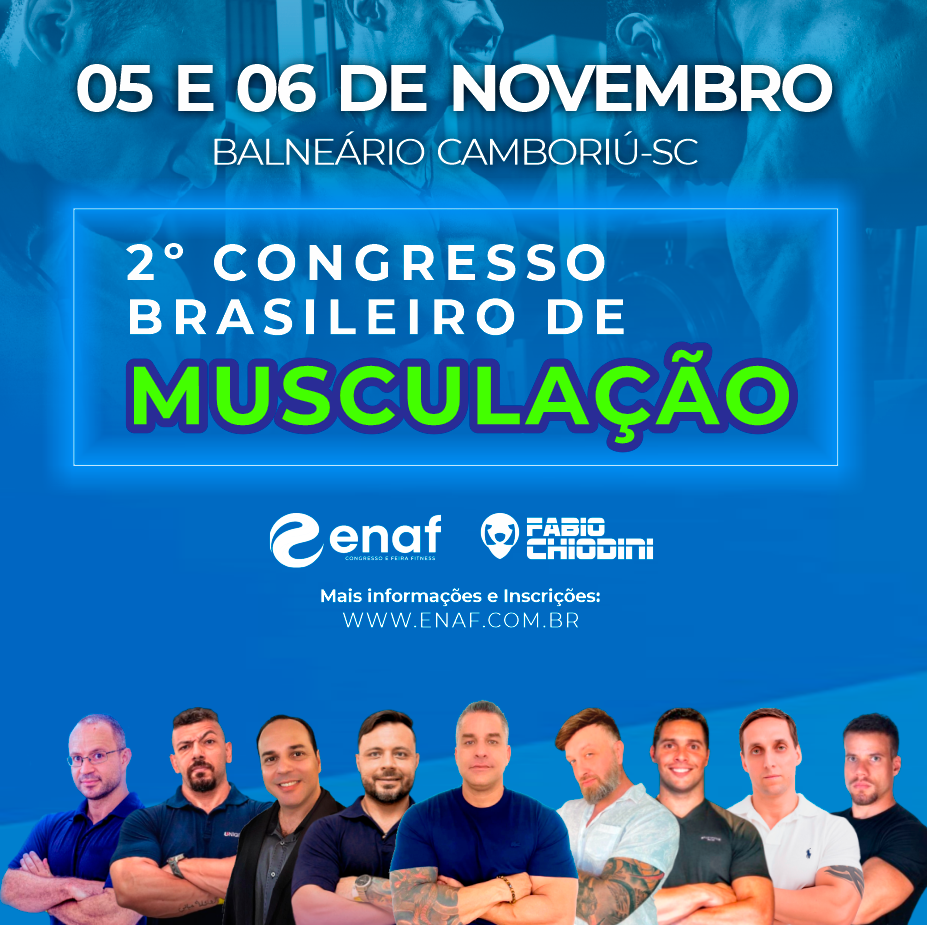 05 E 06 DE NOVEMBRO
BALNEÁRIO CAMBORIÚ-SC
2º CONGRESSO
BRASILEIRO DE
MUSCULAÇÃO
enaf
CONGRESSO E FEIRA FITNESS
FABIO
CHIODINI
Mais informações e Inscrições:
WWW.ENAF.COM.BR